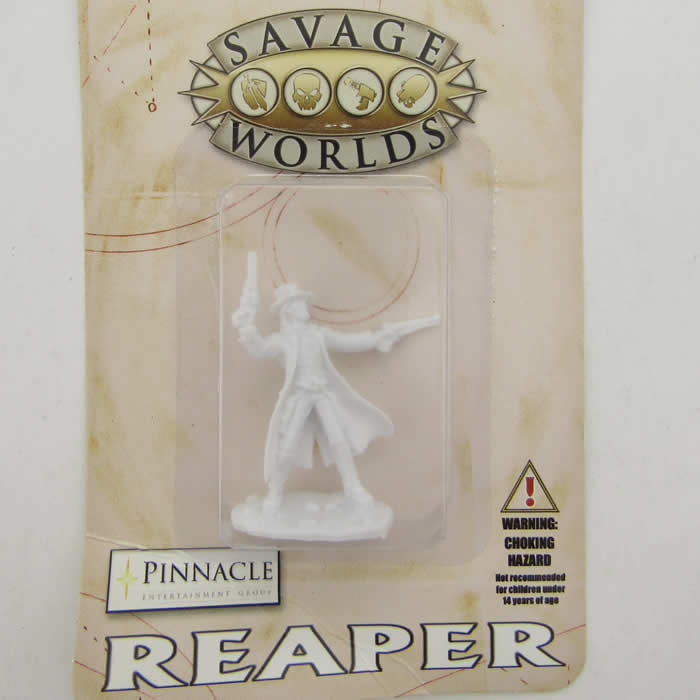 SAVAGE
WORLDS
WARNING:
CHOKING
HAZARD
Not recommended
for children under
14 years of age
PINNACLE
ENTERTAINMENT GROUP
REAPER